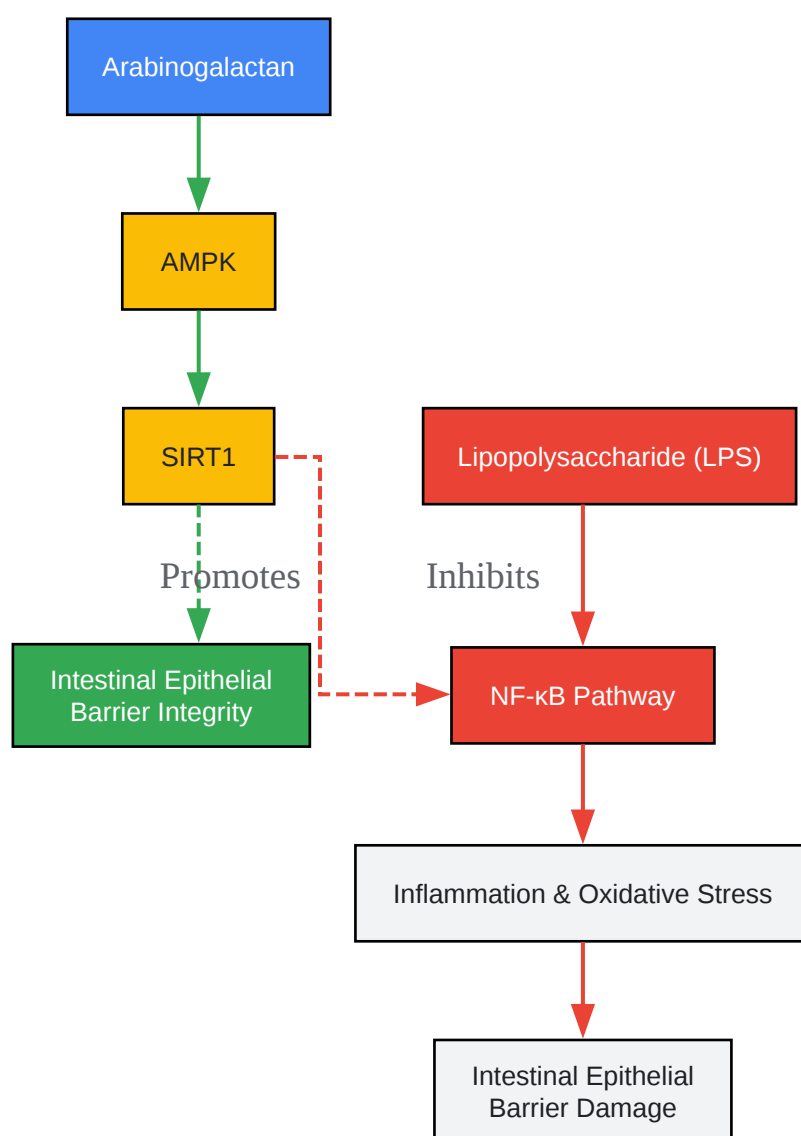 Arabinogalactan
AMPK
SIRT1
Lipopolysaccharide (LPS)
Promotes
Inhibits
Intestinal Epithelial
Barrier Integrity
NF-κB Pathway
Inflammation & Oxidative Stress
Intestinal Epithelial
Barrier Damage